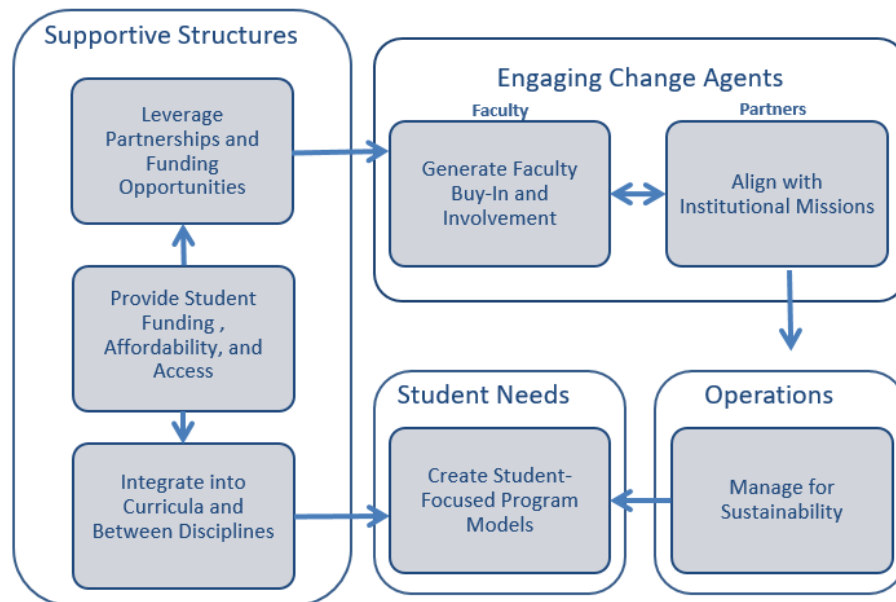 Supportive Structures
Leverage
Partnerships and
Funding
Opportunities
Provide Student
Funding ,
Affordability, and
Access
Integrate into
Curricula and
Between Disciplines
Engaging Change Agents
Faculty
Generate Faculty
Buy-In and
Involvement
Partners
Align with
Institutional Missions
Student Needs
Create Student-
Focused Program
Models
Operations
Manage for
Sustainability